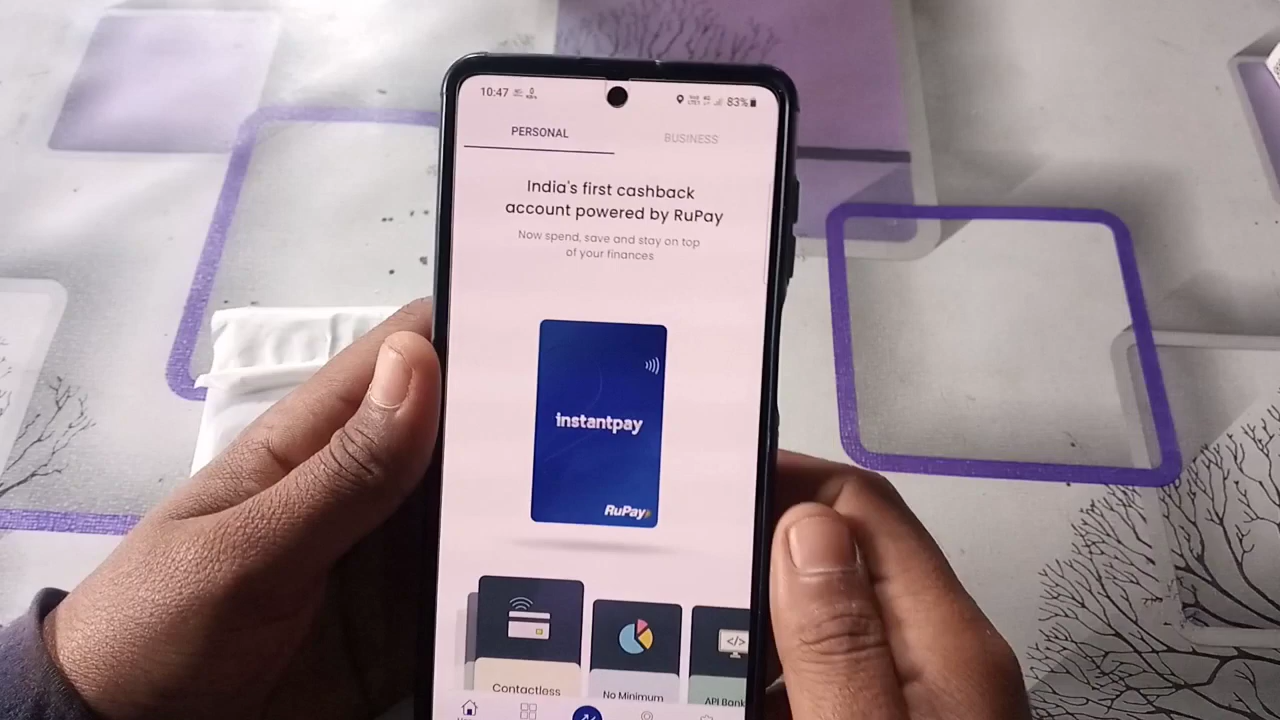 10:47
83%
PERSONAL
BUSINESS
India's first cashback
account powered by RuPay
Now spend, save and stay on top
of your finances
instantpay
RuPay
Contactless
No Minimum
</>
API Bank